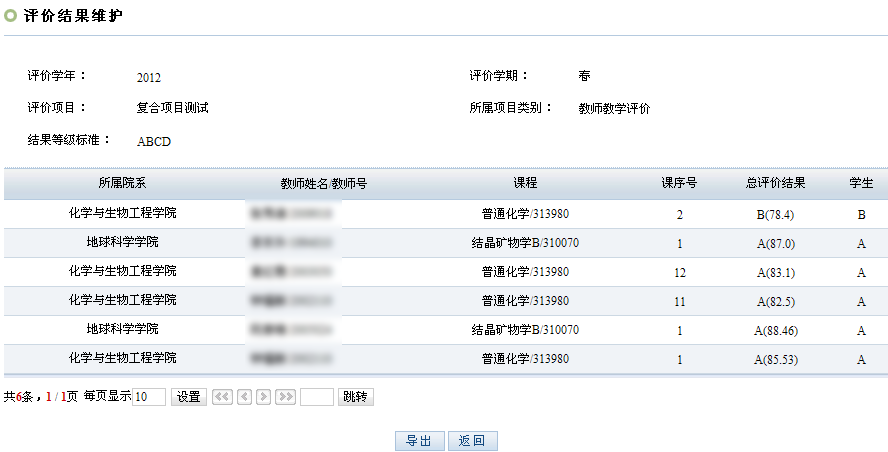 评价结果维护
评价学年： 2012 评价学期： 春
评价项目： 复合项目测试 所属项目类别： 教师教学评价
结果等级标准： ABCD
所属院系 教师姓名/教师号 课程 课序号 总评价结果 学生
化学与生物工程学院 普通化学/313980 2 B(78.4) B
地球科学学院 结晶矿物学B/310070 1 A(87.0) A
化学与生物工程学院 普通化学/313980 12 A(83.1) A
化学与生物工程学院 普通化学/313980 11 A(82.5) A
地球科学学院 结晶矿物学B/310070 1 A(88.46) A
化学与生物工程学院 普通化学/313980 1 A(85.53) A
共6条，1 / 1页 每页显示 10 设置 跳转
导出 返回